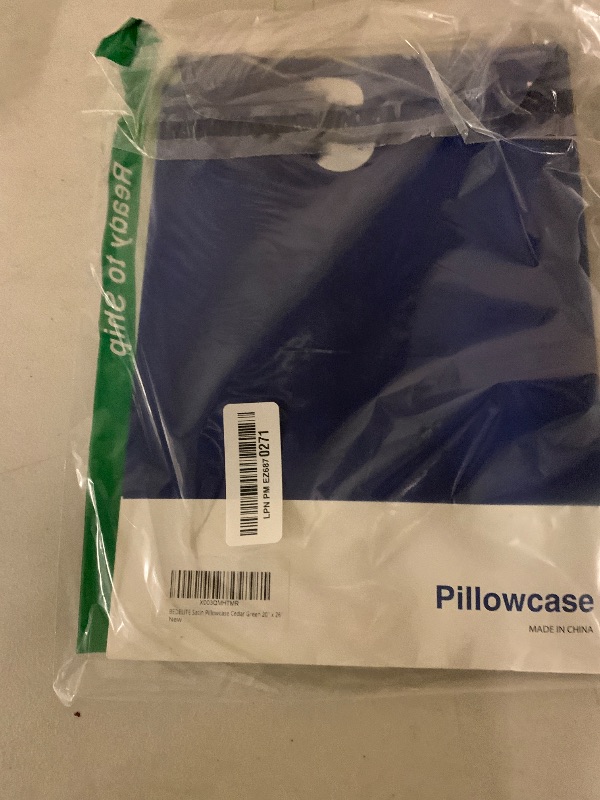 Ready to Ship
LPN PM EZ687 0271
X003QMHTMR
BEDELITE Satin Pillowcase Cedar Green 20" x 26
New
Pillowcase
MADE IN CHINA